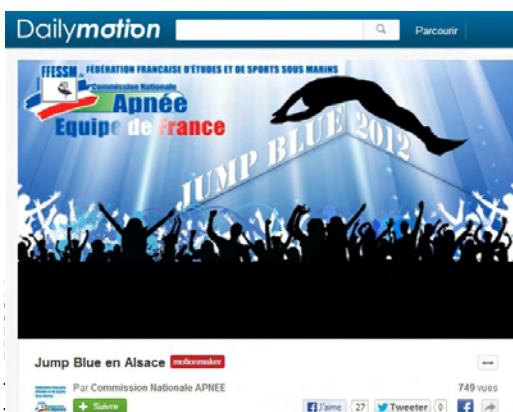 Dailymotion
Parcourir
FFESSM FÉDÉRATION FRANCAISE D'ÉTUDES ET DE SPORTS SOUS MARINS
Commission Nationale
Apnée
Equipe de France
JUMP BLUE 2012
Jump Blue en Alsace motionmaker
Par Commission Nationale APNEE 749 vues
+ Suivre J'aime 27 Tweeter 0